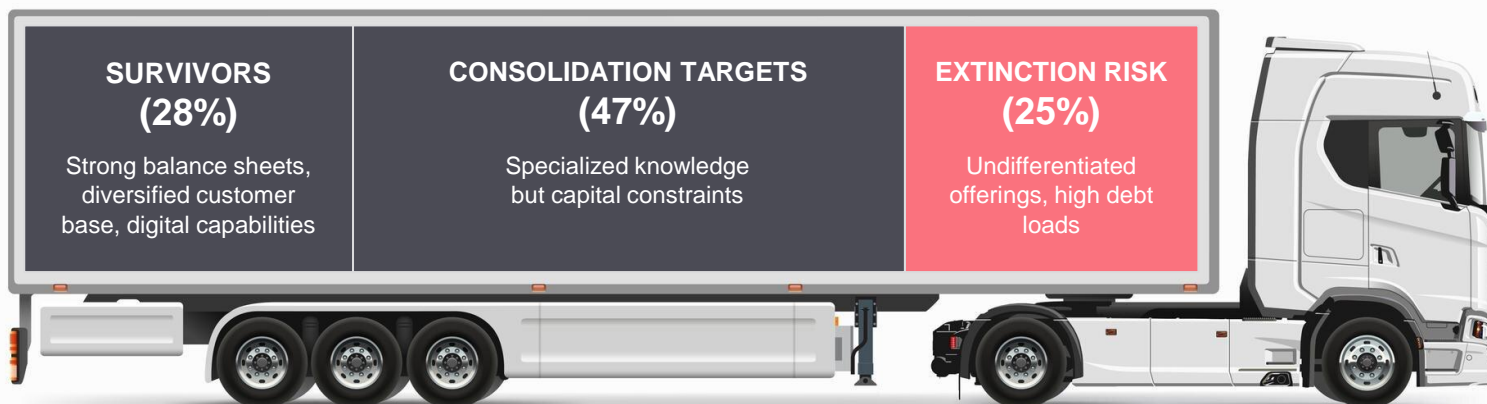 SURVIVORS
(28%)
Strong balance sheets,
diversified customer
base, digital capabilities
CONSOLIDATION TARGETS
(47%)
Specialized knowledge
but capital constraints
EXTINCTION RISK
(25%)
Undifferentiated
offerings, high debt
loads